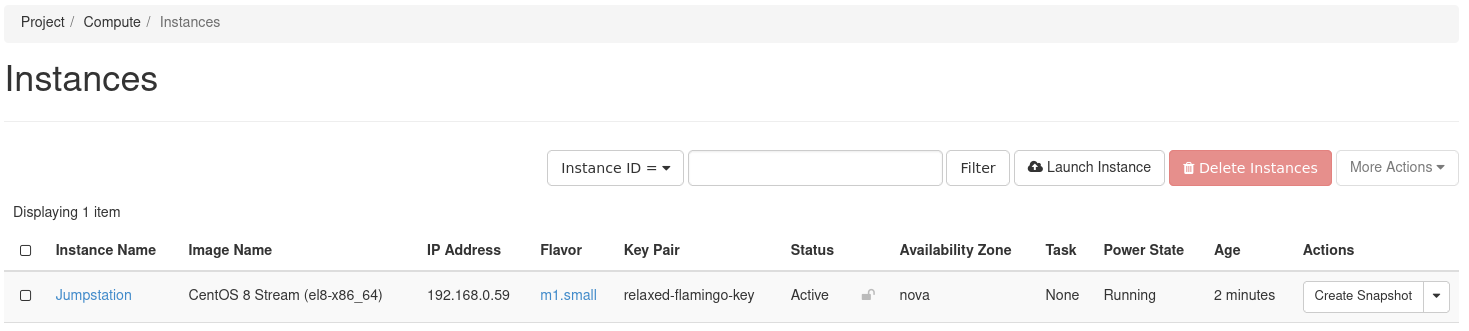 Project / Compute / Instances
Instances
Instance ID = Filter Launch Instance Delete Instances More Actions
Displaying 1 item
Instance Name Image Name IP Address Flavor Key Pair Status Availability Zone Task Power State Age Actions
Jumpstation CentOS 8 Stream (el8-x86_64) 192.168.0.59 m1.small relaxed-flamingo-key Active nova None Running 2 minutes Create Snapshot